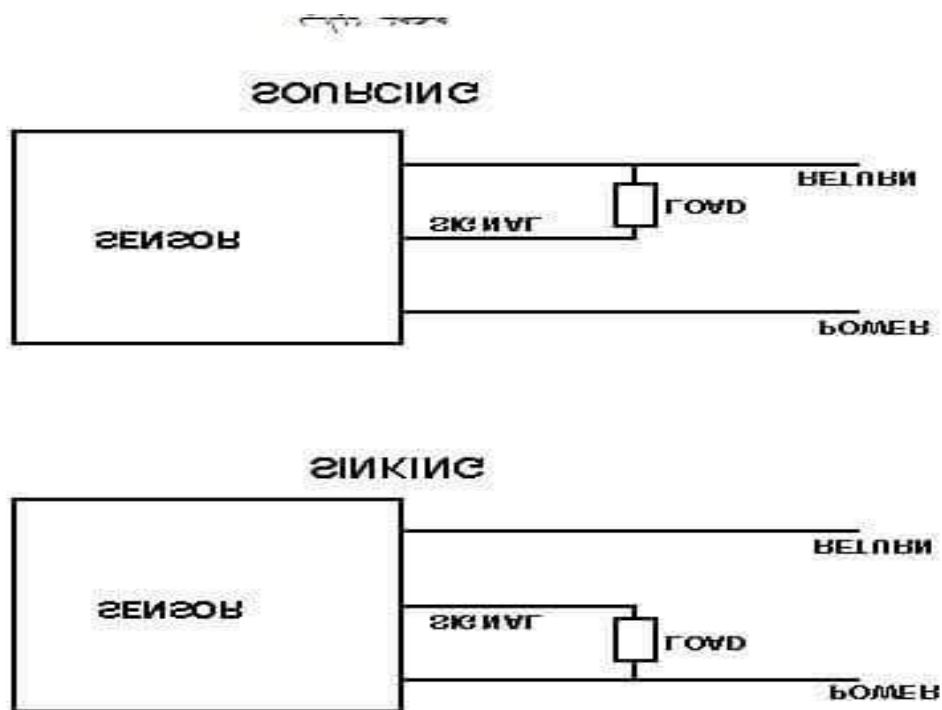 SOURCING
RETURN
LOAD
SIGNAL
SENSOR
POWER
SINKING
RETURN
SENSOR
SIGNAL
LOAD
POWER